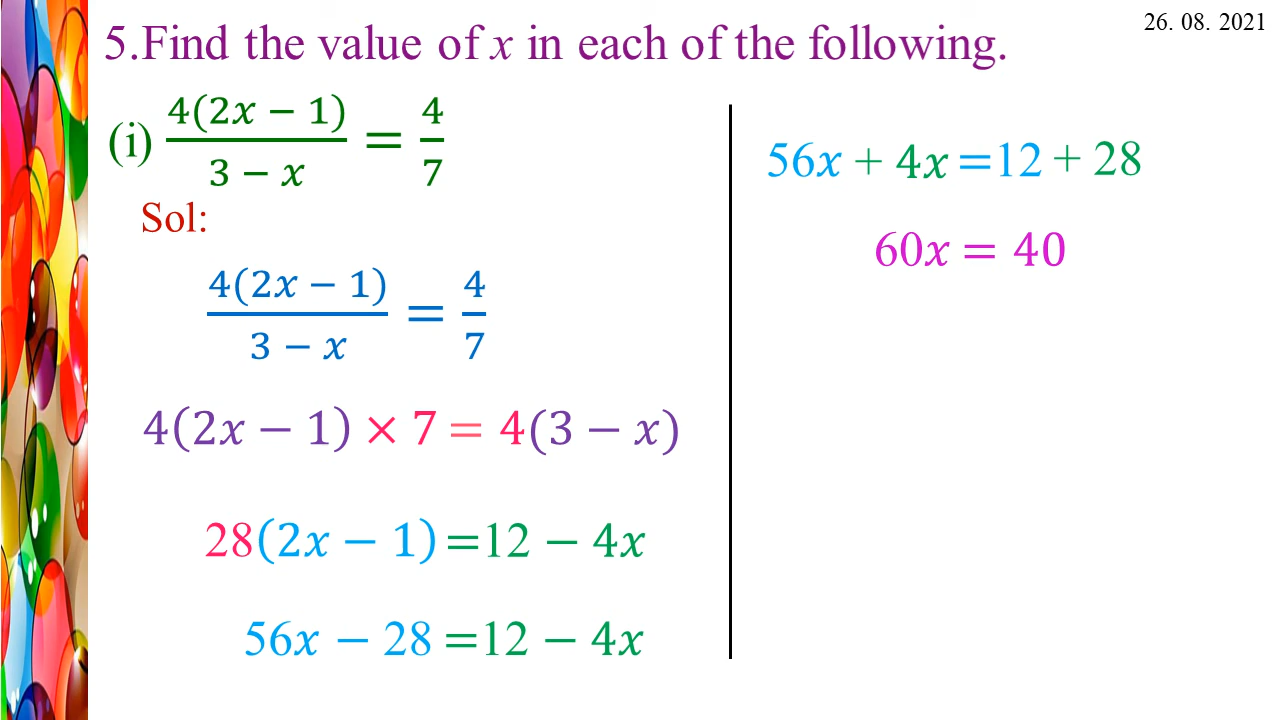 26. 08. 2021
5.Find the value of x in each of the following.
(i) 4(2x − 1)/3 − x = 4/7
Sol:
4(2x − 1)/3 − x = 4/7
4(2x − 1) × 7 = 4(3 − x)
28(2x − 1) =12 − 4x
56x − 28 =12 − 4x
56x + 4x =12 + 28
60x = 40